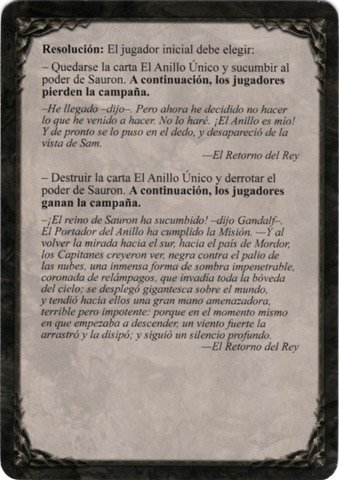 Resolución: El jugador inicial debe elegir:
– Quedarse la carta El Anillo Único y sucumbir al
poder de Sauron. A continuación, los jugadores
pierden la campaña.
–He llegado –dijo–. Pero ahora he decidido no hacer
lo que he venido a hacer. No lo haré. ¡El Anillo es mío!
Y de pronto se lo puso en el dedo, y desapareció de la
vista de Sam.
—El Retorno del Rey
– Destruir la carta El Anillo Único y derrotar el
poder de Sauron. A continuación, los jugadores
ganan la campaña.
–¡El reino de Sauron ha sucumbido! –dijo Gandalf–.
El Portador del Anillo ha cumplido la Misión. —Y al
volver la mirada hacia el sur, hacia el país de Mordor,
los Capitanes creyeron ver, negra contra el palio de
las nubes, una inmensa forma de sombra impenetrable,
coronada de relámpagos, que invadía toda la bóveda
del cielo; se desplegó gigantesca sobre el mundo,
y tendió hacia ellos una gran mano amenazadora,
terrible pero impotente: porque en el momento mismo
en que empezaba a descender, un viento fuerte la
arrastró y la disipó; y siguió un silencio profundo.
—El Retorno del Rey